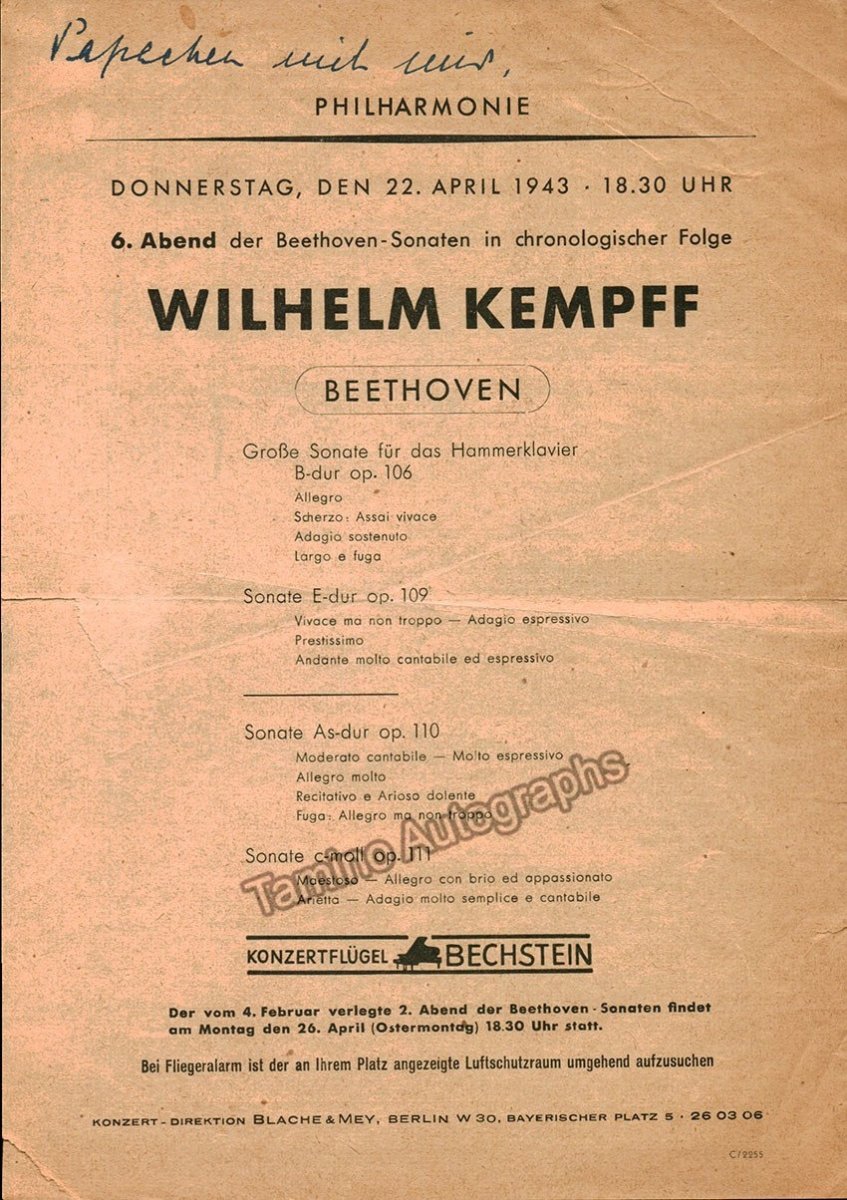 Papachen mit mir,
PHILHARMONIE
DONNERSTAG, DEN 22. APRIL 1943 · 18.30 UHR
6. Abend der Beethoven-Sonaten in chronologischer Folge
WILHELM KEMPFF
BEETHOVEN
Große Sonate für das Hammerklavier
B-dur op. 106
Allegro
Scherzo: Assai vivace
Adagio sostenuto
Largo e fuga
Sonate E-dur op. 109
Vivace ma non troppo — Adagio espressivo
Prestissimo
Andante molto cantabile ed espressivo
Sonate As-dur op. 110
Moderato cantabile — Molto espressivo
Allegro molto
Recitativo e Arioso dolente
Fuga: Allegro ma non troppo
Tamino Autographs
Sonate c-moll op. 111
Maestoso — Allegro con brio ed appassionato
Arietta — Adagio molto semplice e cantabile
KONZERTFLÜGEL BECHSTEIN
Der vom 4. Februar verlegte 2. Abend der Beethoven-Sonaten findet
am Montag den 26. April (Ostermontag) 18.30 Uhr statt.
Bei Fliegeralarm ist der an Ihrem Platz angezeigte Luftschutzraum umgehend aufzusuchen
KONZERT-DIREKTION BLACHE & MEY, BERLIN W 30, BAYERISCHER PLATZ 5 · 26 03 06
C/2255